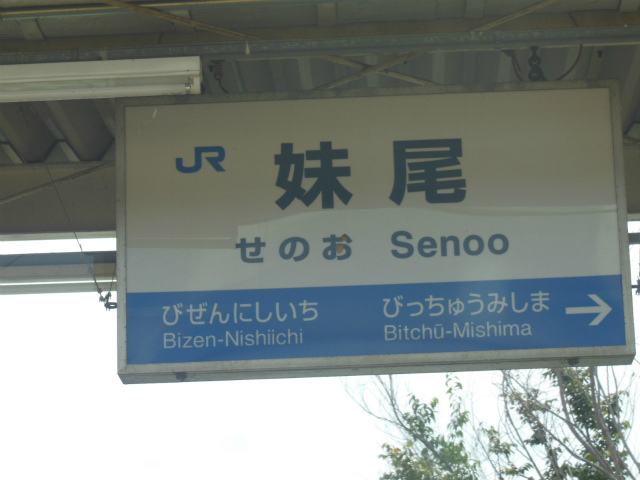 JR 妹尾
せのお Senoo
びぜんにしいち びっちゅうみしま →
Bizen-Nishiichi Bitchū-Mishima